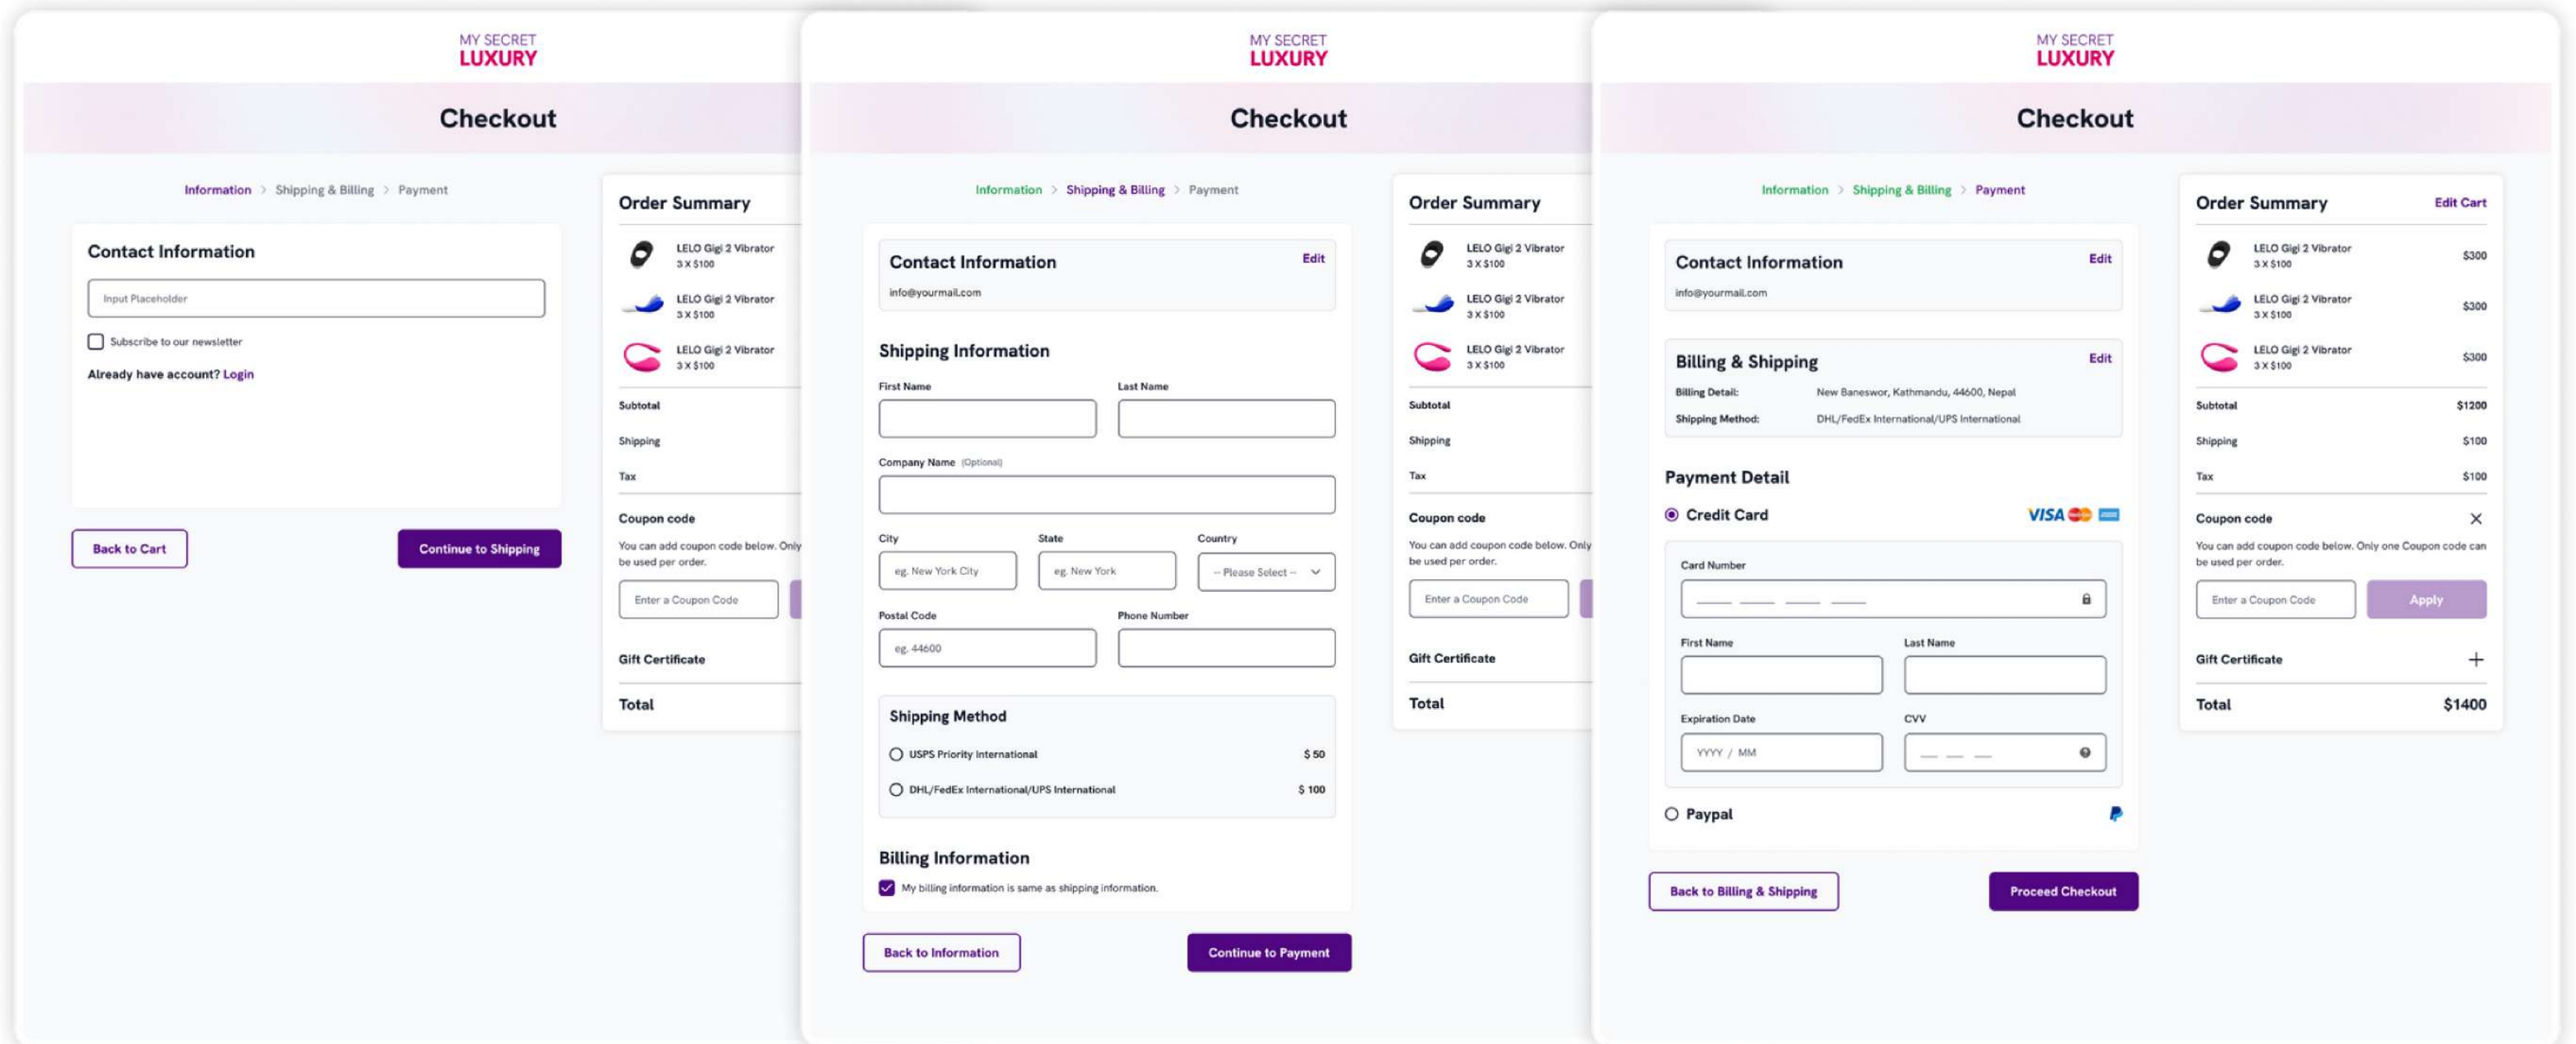 MY SECRET
LUXURY
Checkout
Information > Shipping & Billing > Payment
Contact Information
Input Placeholder
Subscribe to our newsletter
Already have account? Login
Back to Cart
Continue to Shipping
Order Summary
LELO Gigi 2 Vibrator
3 X $100
LELO Gigi 2 Vibrator
3 X $100
LELO Gigi 2 Vibrator
3 X $100
Subtotal
Shipping
Tax
Coupon code
You can add coupon code below. Only
be used per order.
Enter a Coupon Code
Gift Certificate
Total
MY SECRET
LUXURY
Checkout
Information > Shipping & Billing > Payment
Contact Information
Edit
info@yourmail.com
Shipping Information
First Name
Last Name
Company Name (Optional)
City
State
Country
eg. New York City
eg. New York
-- Please Select --
Postal Code
Phone Number
eg. 44600
Shipping Method
USPS Priority International
$ 50
DHL/FedEx International/UPS International
$ 100
Billing Information
My billing information is same as shipping information.
Back to Information
Continue to Payment
Order Summary
LELO Gigi 2 Vibrator
3 X $100
LELO Gigi 2 Vibrator
3 X $100
LELO Gigi 2 Vibrator
3 X $100
Subtotal
Shipping
Tax
Coupon code
You can add coupon code below. Only
be used per order.
Enter a Coupon Code
Gift Certificate
Total
MY SECRET
LUXURY
Checkout
Information > Shipping & Billing > Payment
Contact Information
Edit
info@yourmail.com
Billing & Shipping
Edit
Billing Detail:
New Baneswor, Kathmandu, 44600, Nepal
Shipping Method:
DHL/FedEx International/UPS International
Payment Detail
Credit Card
VISA
Card Number
First Name
Last Name
Expiration Date
CVV
YYYY / MM
Paypal
Back to Billing & Shipping
Proceed Checkout
Order Summary
Edit Cart
LELO Gigi 2 Vibrator
3 X $100
$300
LELO Gigi 2 Vibrator
3 X $100
$300
LELO Gigi 2 Vibrator
3 X $100
$300
Subtotal
$1200
Shipping
$100
Tax
$100
Coupon code
You can add coupon code below. Only one Coupon code can
be used per order.
Enter a Coupon Code
Apply
Gift Certificate
Total
$1400